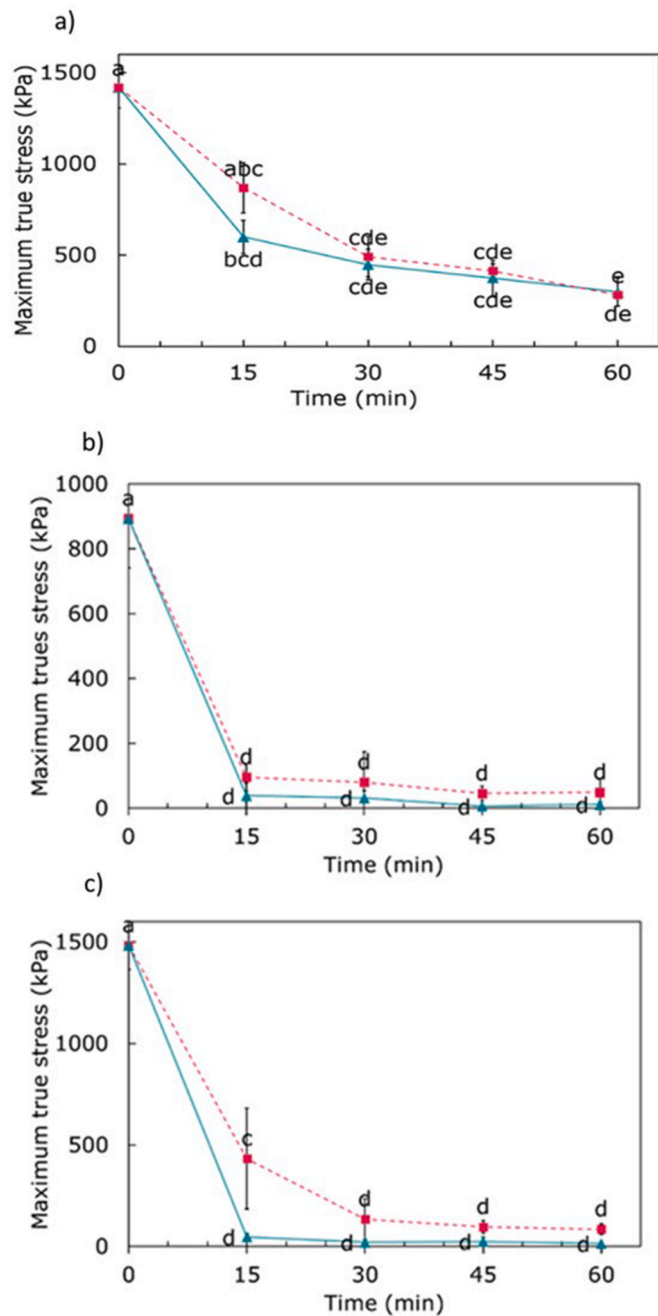 a)
Maximum true stress (kPa)
1500
1000
500
0
a
abc
bcd
cde
cde
cde
cde
e
de
0 15 30 45 60
Time (min)
b)
Maximum trues stress (kPa)
1000
800
600
400
200
0
a
d
d
d
d
d
d
d
d
0 15 30 45 60
Time (min)
c)
Maximum true stress (kPa)
1500
1000
500
0
a
c
d
d
d
d
d
d
d
0 15 30 45 60
Time (min)